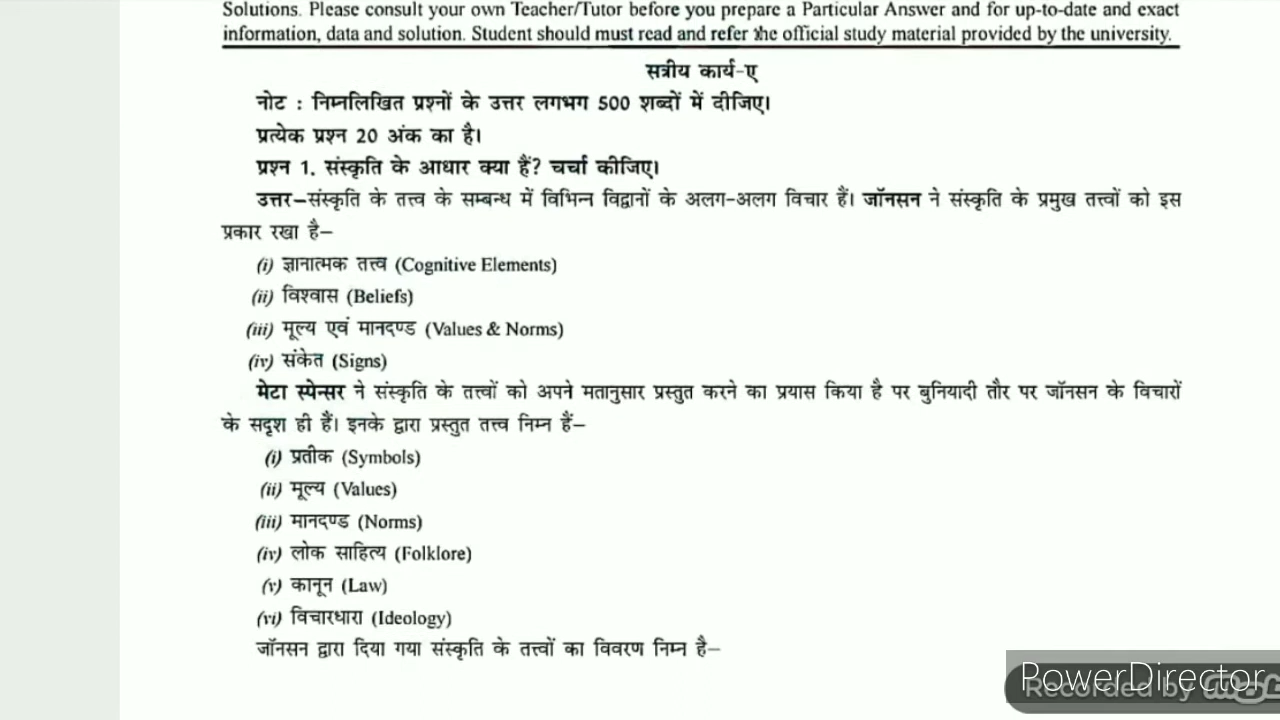 Solutions. Please consult your own Teacher/Tutor before you prepare a Particular Answer and for up-to-date and exact
information, data and solution. Student should must read and refer the official study material provided by the university.
सत्रीय कार्य-ए
नोट : निम्नलिखित प्रश्नों के उत्तर लगभग 500 शब्दों में दीजिए।
प्रत्येक प्रश्न 20 अंक का है।
प्रश्न 1. संस्कृति के आधार क्या हैं? चर्चा कीजिए।
उत्तर–संस्कृति के तत्त्व के सम्बन्ध में विभिन्न विद्वानों के अलग-अलग विचार हैं। जॉनसन ने संस्कृति के प्रमुख तत्त्वों को इस
प्रकार रखा है–
(i) ज्ञानात्मक तत्त्व (Cognitive Elements)
(ii) विश्वास (Beliefs)
(iii) मूल्य एवं मानदण्ड (Values & Norms)
(iv) संकेत (Signs)
मेटा स्पेन्सर ने संस्कृति के तत्त्वों को अपने मतानुसार प्रस्तुत करने का प्रयास किया है पर बुनियादी तौर पर जॉनसन के विचारों
के सदृश ही हैं। इनके द्वारा प्रस्तुत तत्त्व निम्न हैं–
(i) प्रतीक (Symbols)
(ii) मूल्य (Values)
(iii) मानदण्ड (Norms)
(iv) लोक साहित्य (Folklore)
(v) कानून (Law)
(vi) विचारधारा (Ideology)
जॉनसन द्वारा दिया गया संस्कृति के तत्त्वों का विवरण निम्न है–
PowerDirector
Recorded by